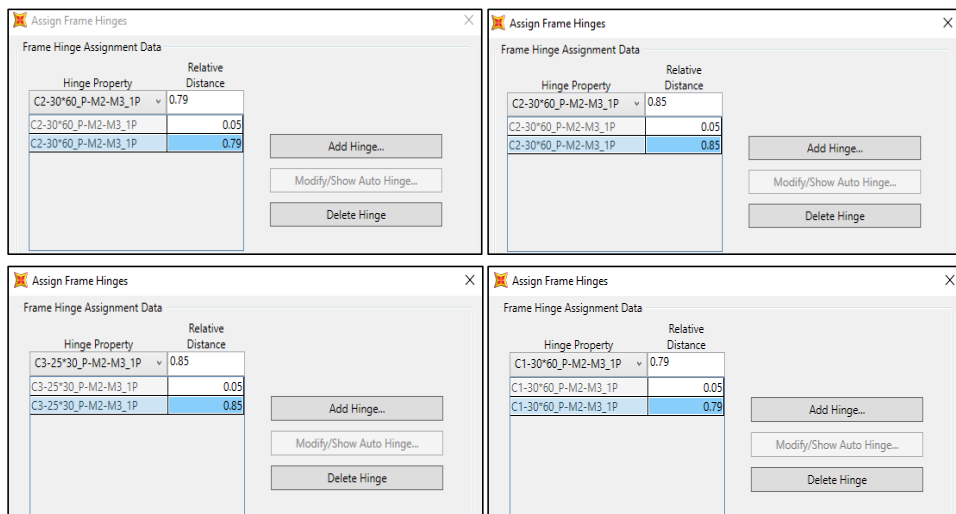 Assign Frame Hinges
Frame Hinge Assignment Data
Hinge Property
Relative
Distance
C2-30*60_P-M2-M3_1P 0.79
C2-30*60_P-M2-M3_1P 0.05
C2-30*60_P-M2-M3_1P 0.79
Add Hinge...
Modify/Show Auto Hinge...
Delete Hinge
Assign Frame Hinges
Frame Hinge Assignment Data
Hinge Property
Relative
Distance
C2-30*60_P-M2-M3_1P 0.85
C2-30*60_P-M2-M3_1P 0.05
C2-30*60_P-M2-M3_1P 0.85
Add Hinge...
Modify/Show Auto Hinge...
Delete Hinge
Assign Frame Hinges
Frame Hinge Assignment Data
Hinge Property
Relative
Distance
C3-25*30_P-M2-M3_1P 0.85
C3-25*30_P-M2-M3_1P 0.05
C3-25*30_P-M2-M3_1P 0.85
Add Hinge...
Modify/Show Auto Hinge...
Delete Hinge
Assign Frame Hinges
Frame Hinge Assignment Data
Hinge Property
Relative
Distance
C1-30*60_P-M2-M3_1P 0.79
C1-30*60_P-M2-M3_1P 0.05
C1-30*60_P-M2-M3_1P 0.79
Add Hinge...
Modify/Show Auto Hinge...
Delete Hinge